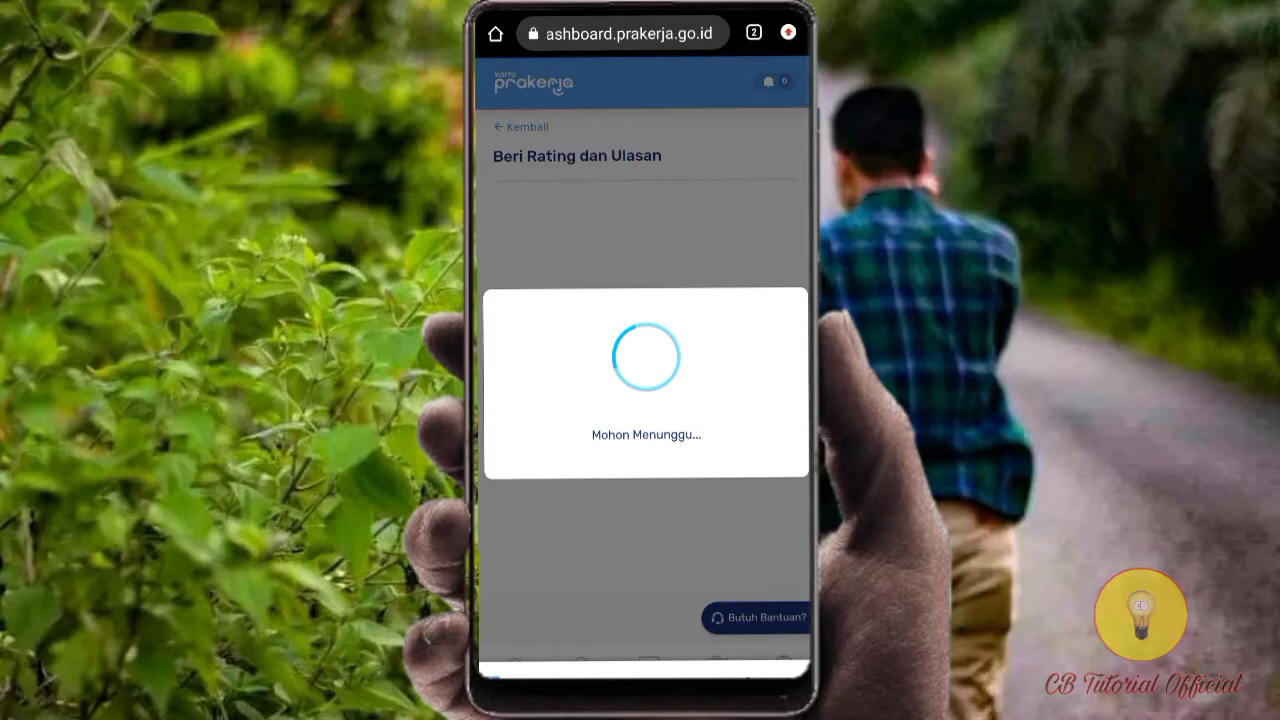 2
ashboard.prakerja.go.id
kartu
prakerja
0
← Kembali
Beri Rating dan Ulasan
Mohon Menunggu...
Butuh Bantuan?
CB
CB Tutorial Official